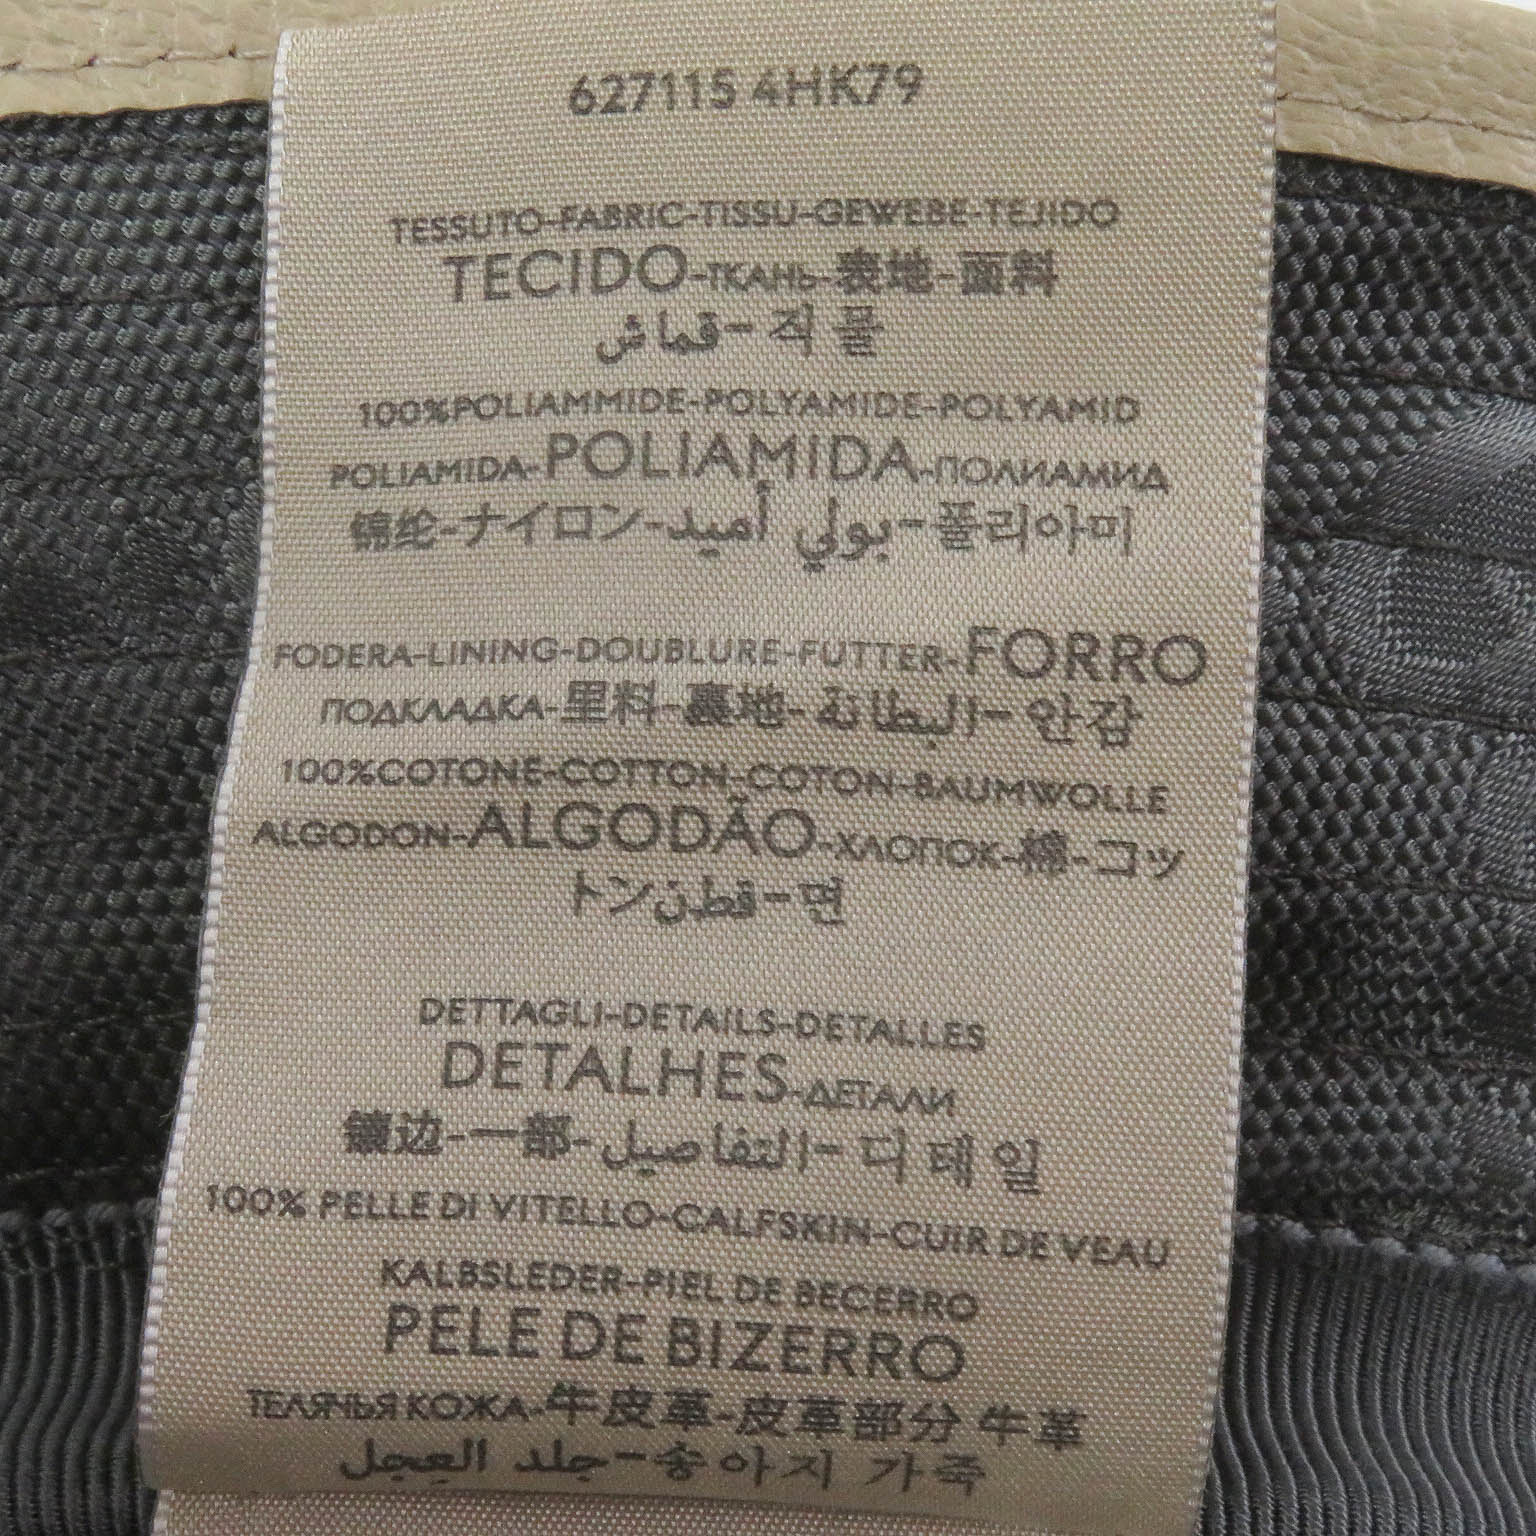 627115 4HK79
TESSUTO-FABRIC-TISSU-GEWEBE-TEJIDO
TECIDO-ТКАНЬ-表地-面料
قماش-직물
100%POLIAMMIDE-POLYAMIDE-POLYAMID
POLIAMIDA-POLIAMIDA-ПОЛИАМИД
锦纶-ナイロン-بولي أميد-폴리아미
FODERA-LINING-DOUBLURE-FUTTER-FORRO
ПОДКЛАДКА-里料-裏地-البطانة-안감
100%COTONE-COTTON-COTON-BAUMWOLLE
ALGODON-ALGODÃO-ХЛОПОК-棉-コッ
トン-قطن-면
DETTAGLI-DETAILS-DETALLES
DETALHES-ДЕТАЛИ
镶边-一部-التفاصيل-디테일
100% PELLE DI VITELLO-CALFSKIN-CUIR DE VEAU
KALBSLEDER-PIEL DE BECERRO
PELE DE BIZERRO
ТЕЛЯЧЬЯ КОЖА-牛皮革-皮革部分 牛革
جلد العجل-송아지 가죽